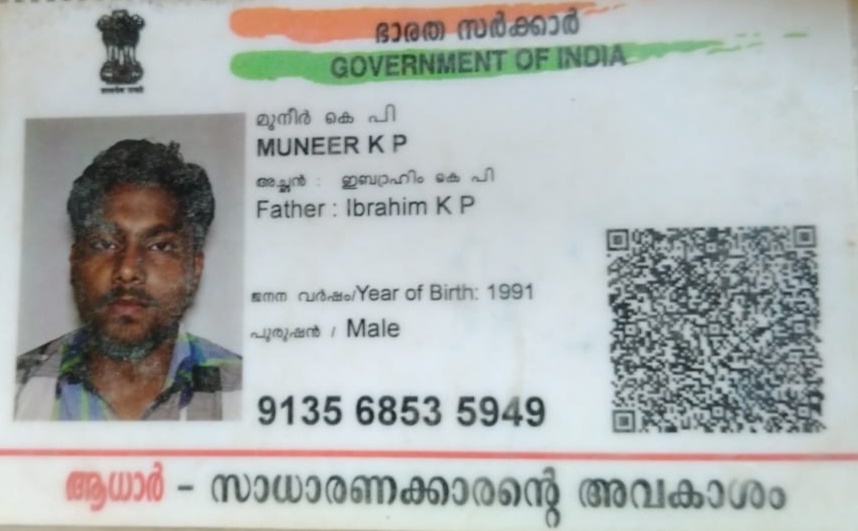 ഭാരത സർക്കാർ
GOVERNMENT OF INDIA
മുനീർ കെ പി
MUNEER K P
അച്ഛൻ : ഇബ്രാഹിം കെ പി
Father : Ibrahim K P
ജനന വർഷം/Year of Birth: 1991
പുരുഷൻ / Male
9135 6853 5949
ആധാർ - സാധാരണക്കാരന്റെ അവകാശം